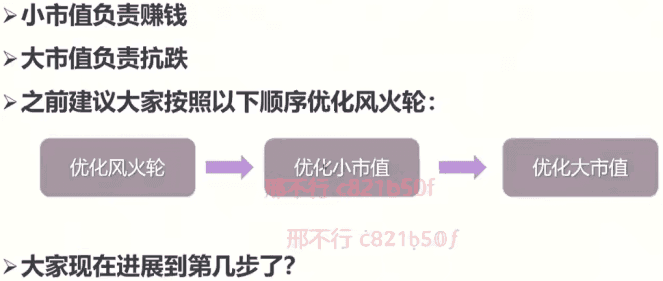 ➢小市值负责赚钱
➢大市值负责抗跌
➢之前建议大家按照以下顺序优化风火轮：
优化风火轮 优化小市值 优化大市值
邢不行 c821b50f
邢不行 c821b50f
➢大家现在进展到第几步了？